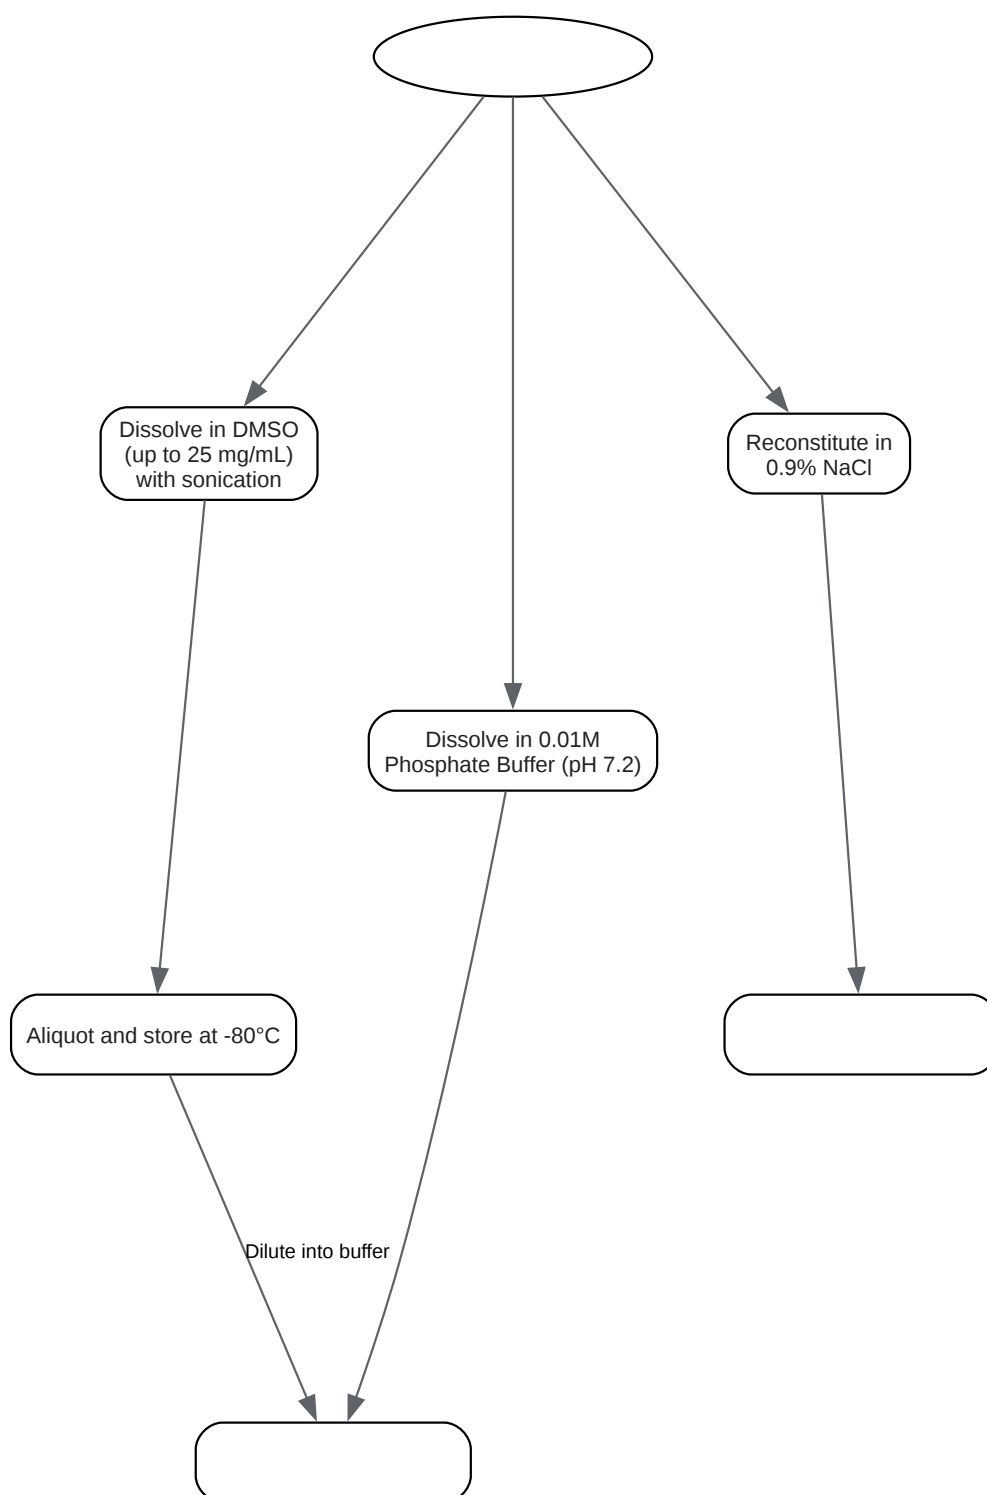 Dissolve in DMSO
(up to 25 mg/mL)
with sonication
Reconstitute in
0.9% NaCl
Dissolve in 0.01M
Phosphate Buffer (pH 7.2)
Aliquot and store at -80°C
Dilute into buffer